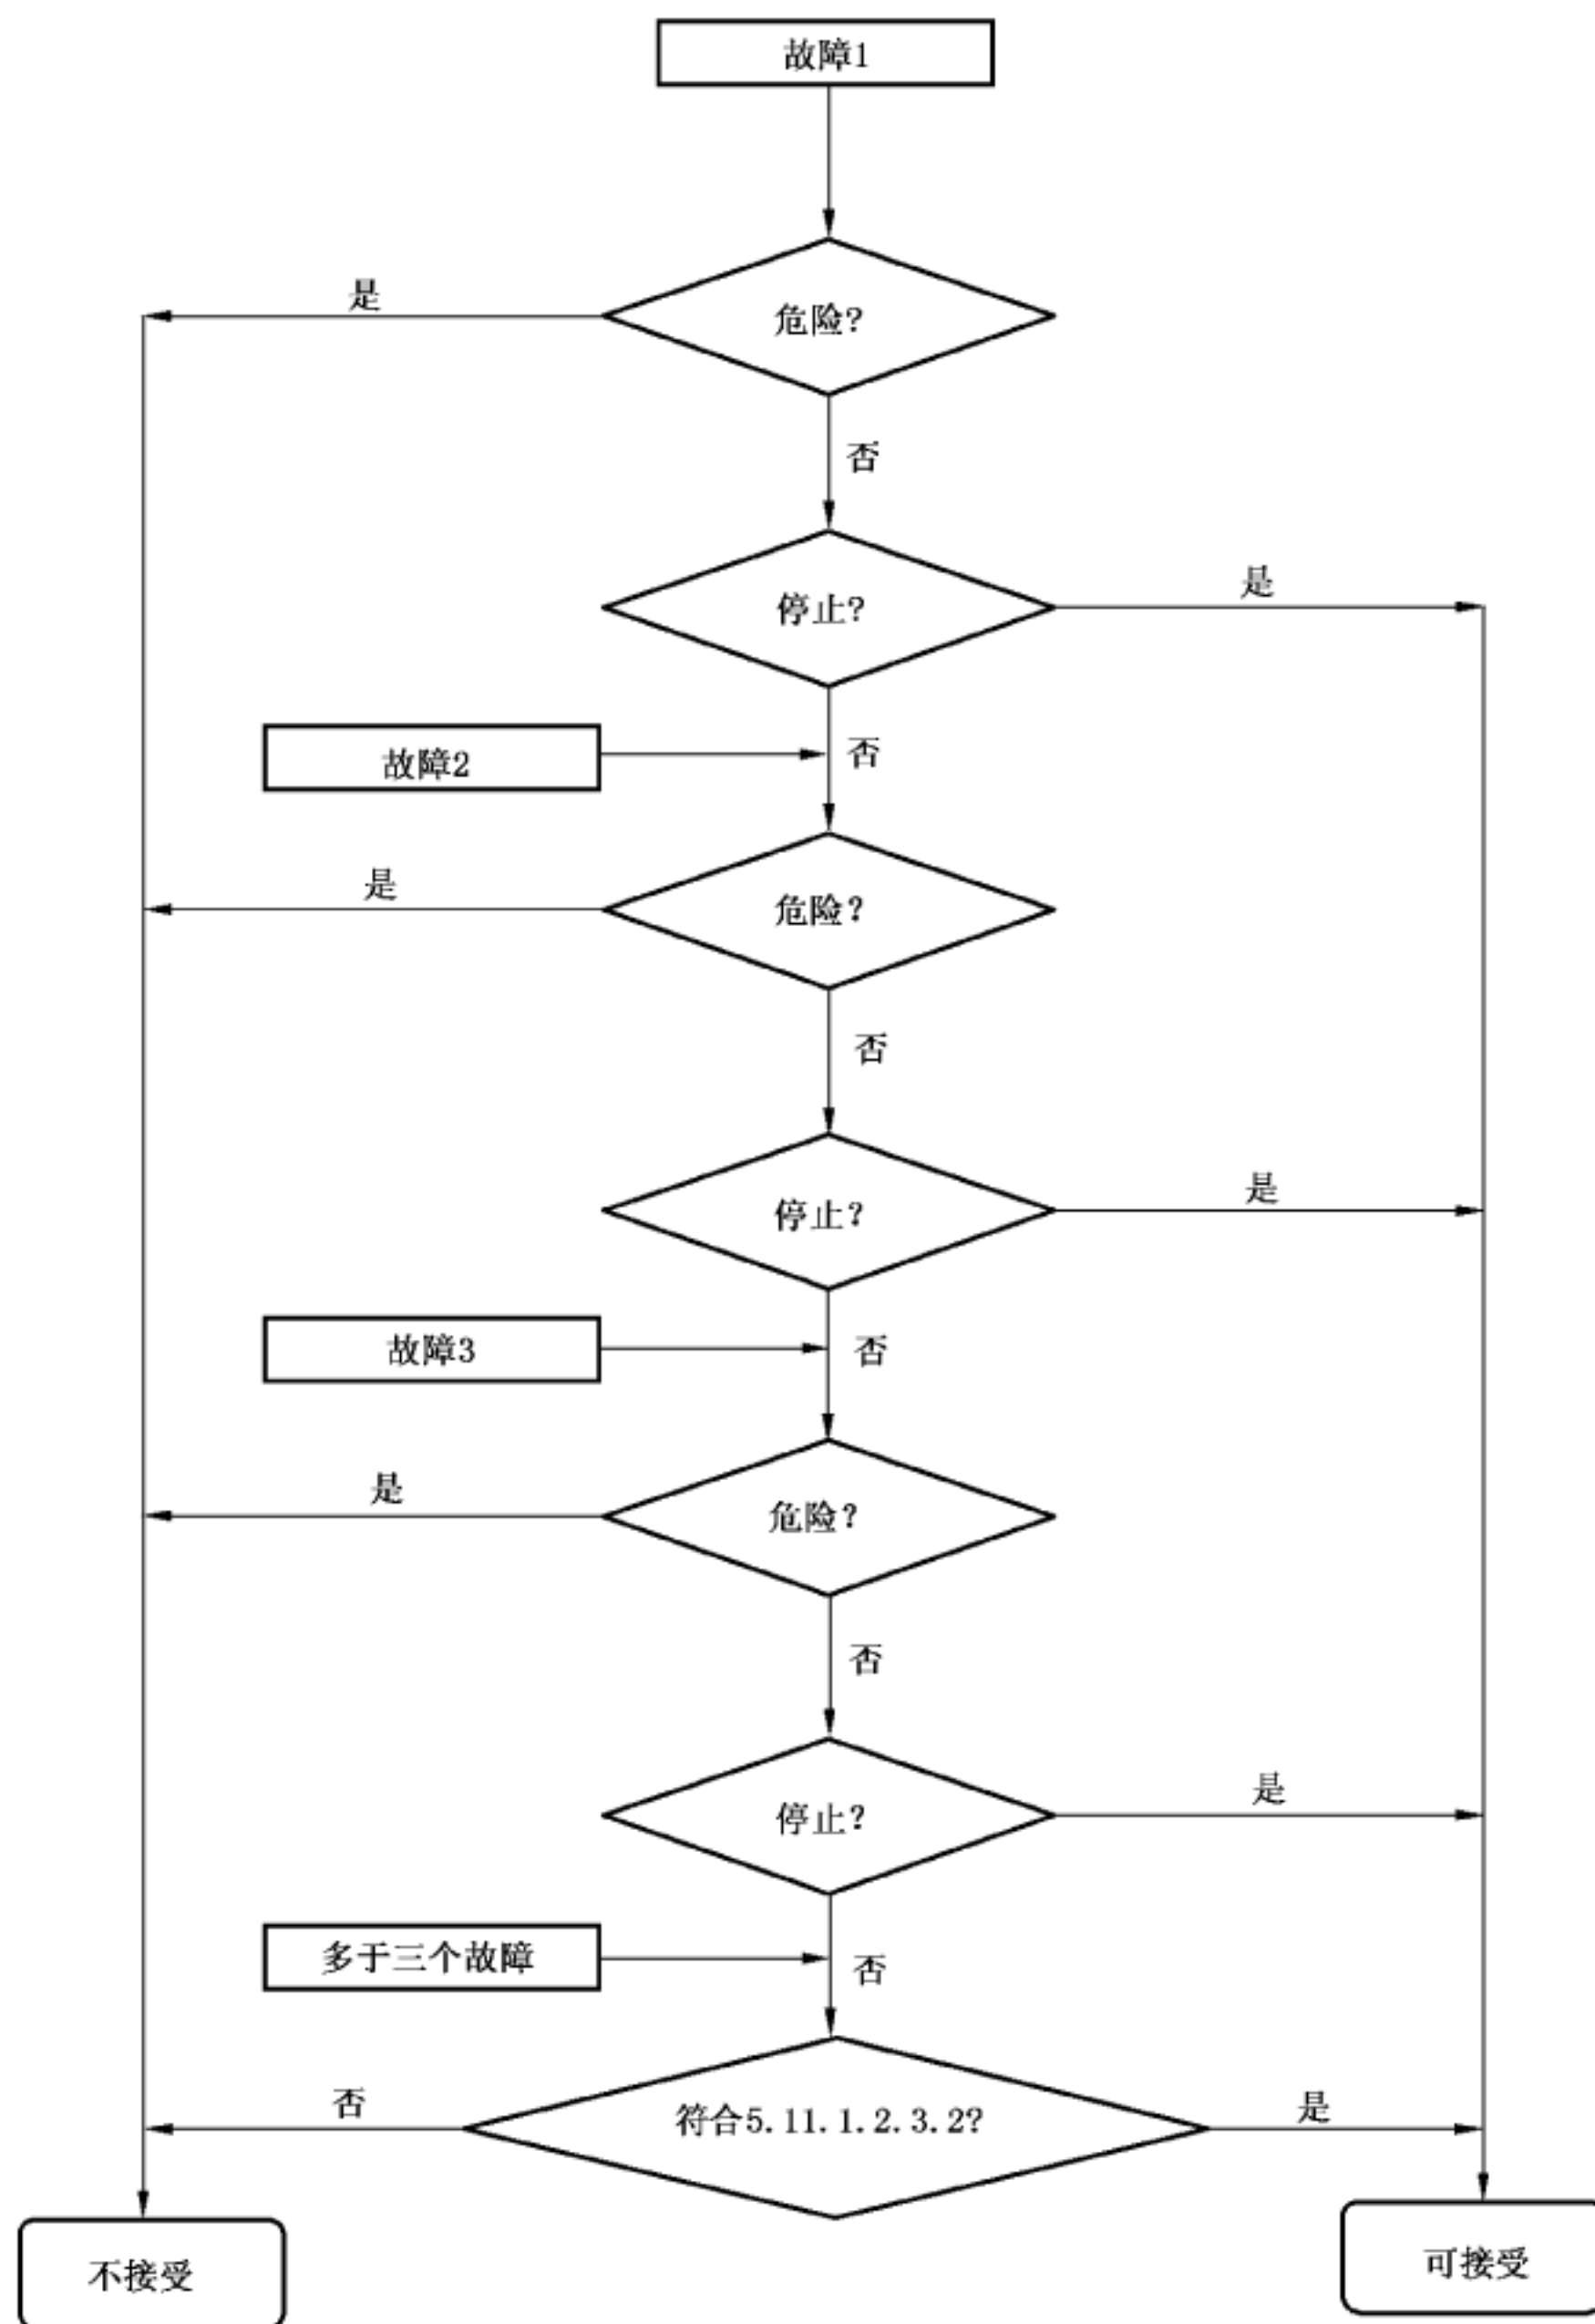 故障1
危险?
是
否
停止?
是
故障2
否
危险?
是
否
停止?
是
故障3
否
危险?
是
否
停止?
是
多于三个故障
否
符合5.11.1.2.3.2?
否
是
不接受
可接受